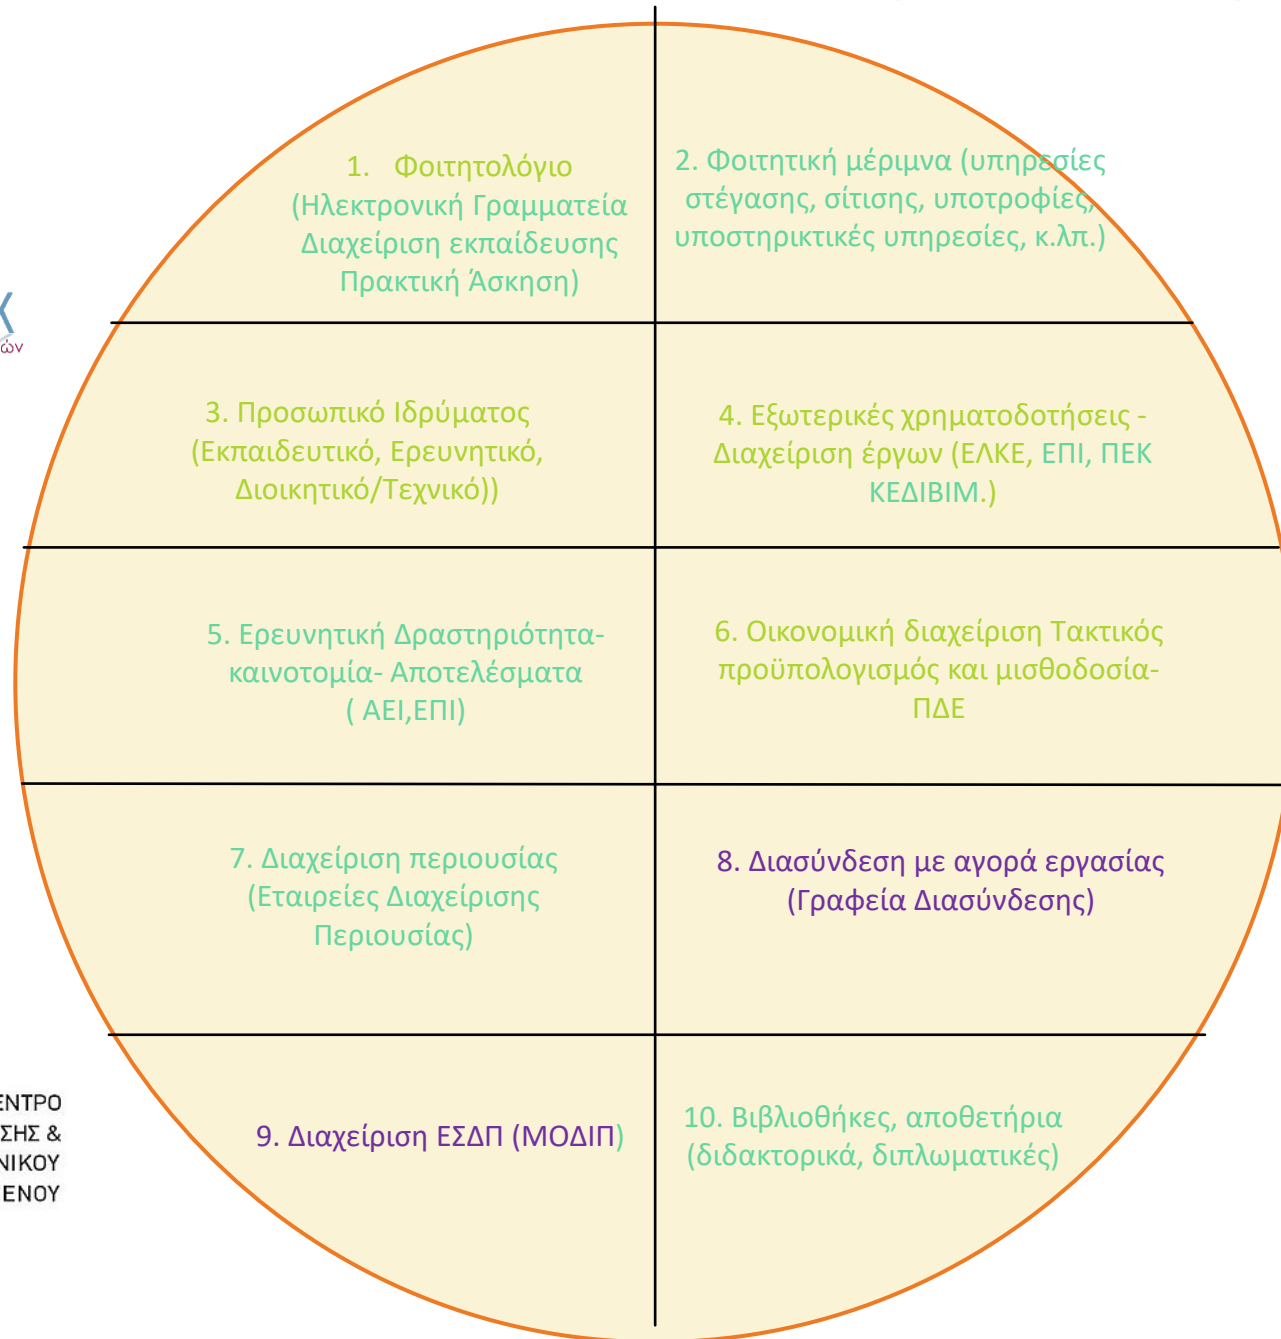 1. Φοιτητολόγιο
(Ηλεκτρονική Γραμματεία
Διαχείριση εκπαίδευσης
Πρακτική Άσκηση)
2. Φοιτητική μέριμνα (υπηρεσίες
στέγασης, σίτισης, υποτροφίες,
υποστηρικτικές υπηρεσίες, κ.λπ.)
3. Προσωπικό Ιδρύματος
(Εκπαιδευτικό, Ερευνητικό,
Διοικητικό/Τεχνικό))
4. Εξωτερικές χρηματοδοτήσεις -
Διαχείριση έργων (ΕΛΚΕ, ΕΠΙ, ΠΕΚ
ΚΕΔΙΒΙΜ.)
5. Ερευνητική Δραστηριότητα-
καινοτομία- Αποτελέσματα
( ΑΕΙ,ΕΠΙ)
6. Οικονομική διαχείριση Τακτικός
προϋπολογισμός και μισθοδοσία-
ΠΔΕ
7. Διαχείριση περιουσίας
(Εταιρείες Διαχείρισης
Περιουσίας)
8. Διασύνδεση με αγορά εργασίας
(Γραφεία Διασύνδεσης)
9. Διαχείριση ΕΣΔΠ (ΜΟΔΙΠ)
10. Βιβλιοθήκες, αποθετήρια
(διδακτορικά, διπλωματικές)
ών
ΕΝΤΡΟ
ΣΗΣ &
ΝΙΚΟΥ
ΕΝΟΥ